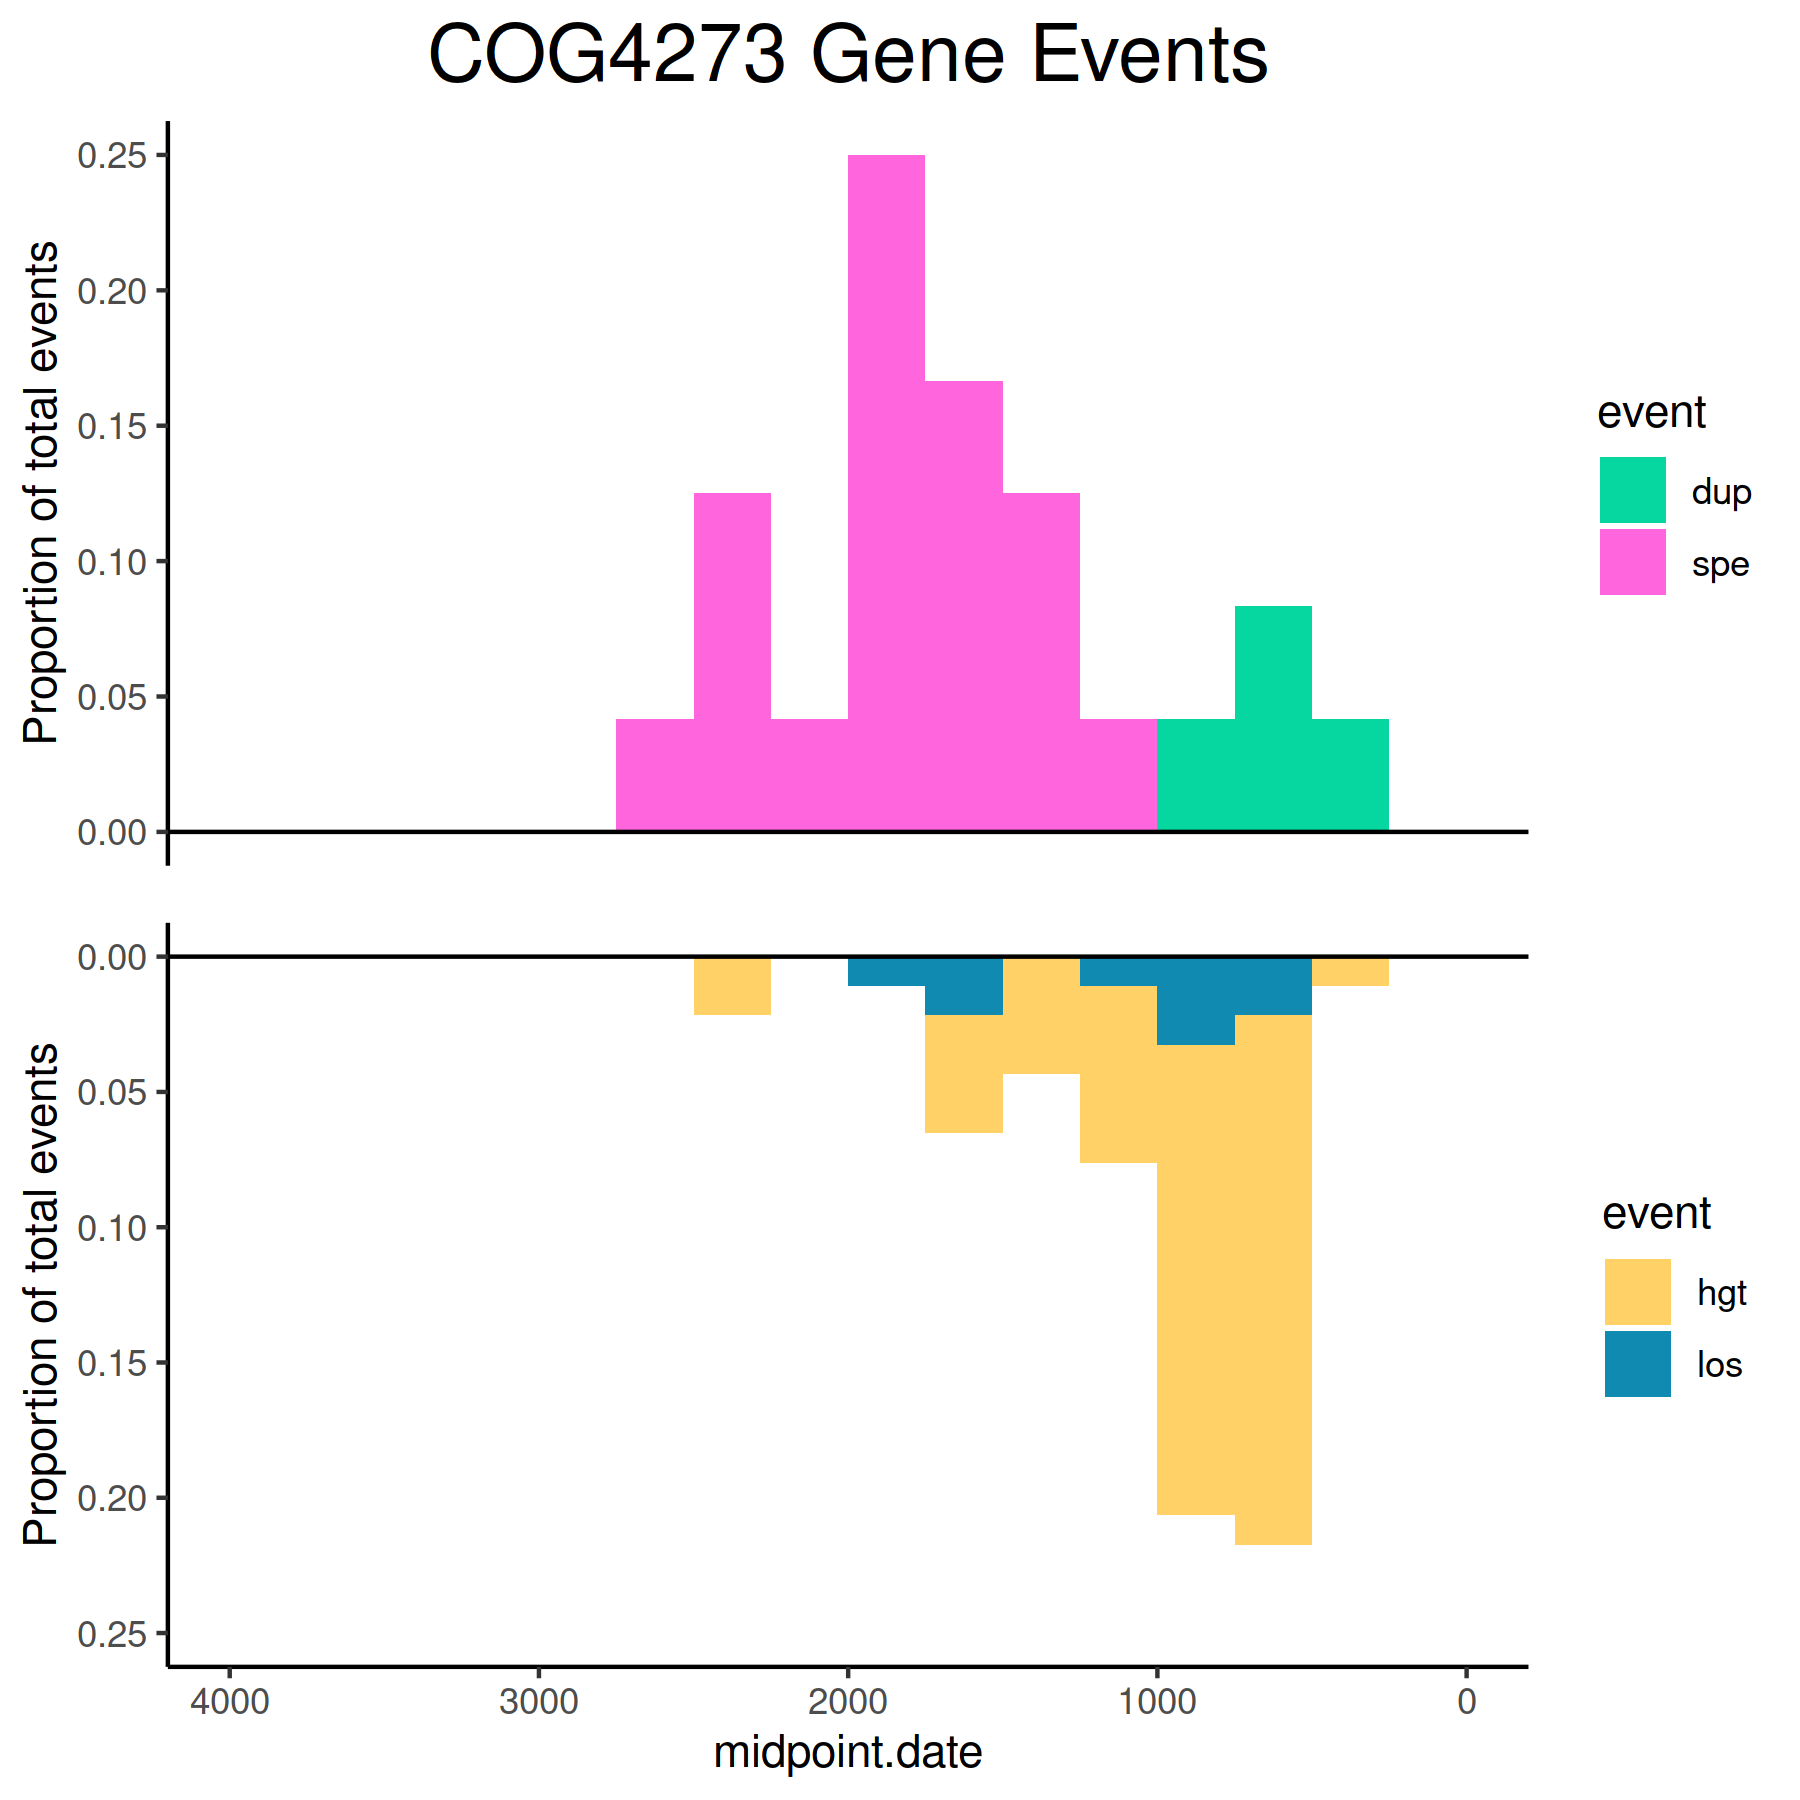 COG4273 Gene Events
Proportion of total events
0.25
0.20
0.15
0.10
0.05
0.00
event
dup
spe
Proportion of total events
0.00
0.05
0.10
0.15
0.20
0.25
event
hgt
los
4000 3000 2000 1000 0
midpoint.date